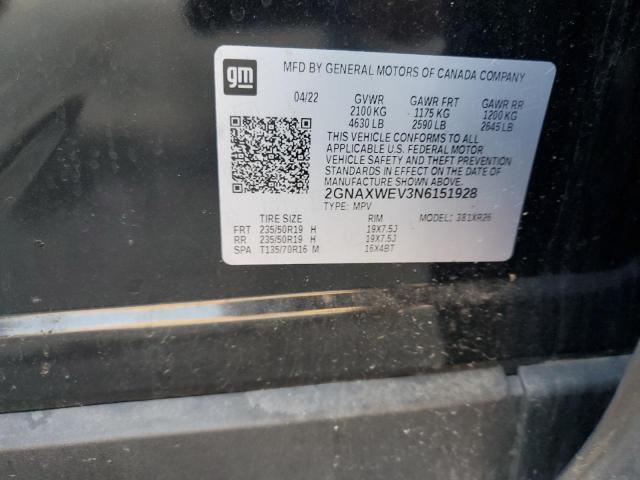 gm
MFD BY GENERAL MOTORS OF CANADA COMPANY
04/22 GVWR GAWR FRT GAWR RR
2100 KG 1175 KG 1200 KG
4630 LB 2590 LB 2645 LB
THIS VEHICLE CONFORMS TO ALL
APPLICABLE U.S. FEDERAL MOTOR
VEHICLE SAFETY AND THEFT PREVENTION
STANDARDS IN EFFECT ON THE DATE OF
MANUFACTURE SHOWN ABOVE.
2GNAXWEV3N6151928
TYPE: MPV MODEL: 381XR26
TIRE SIZE RIM
FRT 235/50R19 H 19X7.5J
RR 235/50R19 H 19X7.5J
SPA T135/70R16 M 16X4BT